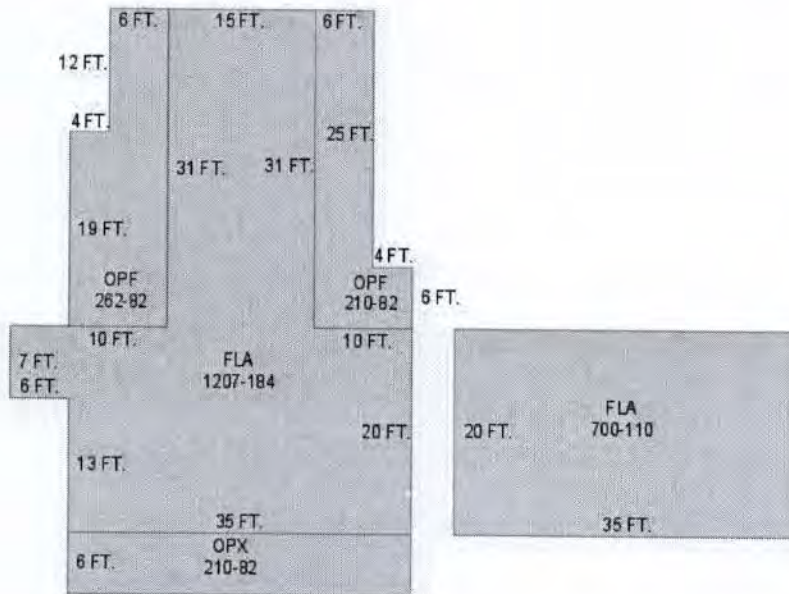 6 FT.
15 FT.
6 FT.
12 FT.
4 FT.
25 FT.
31 FT.
31 FT.
19 FT.
4 FT.
OPF
262-82
OPF
210-82
6 FT.
10 FT.
10 FT.
7 FT.
6 FT.
FLA
1207-184
20 FT.
20 FT.
FLA
700-110
13 FT.
35 FT.
35 FT.
OPX
210-82
6 FT.